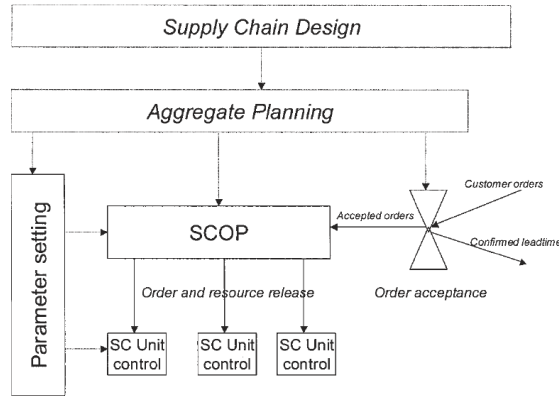 Supply Chain Design
Aggregate Planning
Parameter setting
Customer orders
Accepted orders
SCOP
Confirmed leadtime
Order and resource release
Order acceptance
SC Unit
control
SC Unit
control
SC Unit
control